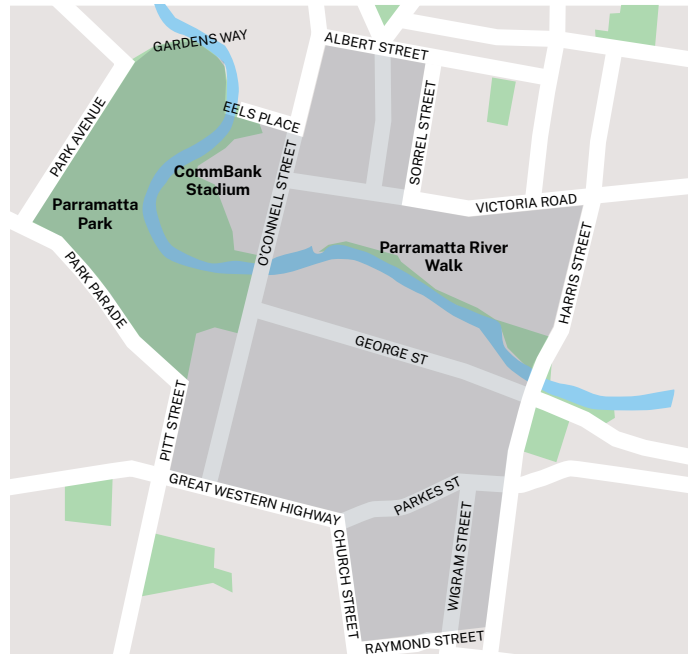 GARDENS WAY
ALBERT STREET
PARK AVENUE
EELS PLACE
SORREL STREET
CommBank
Stadium
O'CONNELL STREET
VICTORIA ROAD
Parramatta
Park
Parramatta River
Walk
HARRIS STREET
PARK PARADE
GEORGE ST
PITT STREET
GREAT WESTERN HIGHWAY
PARKES ST
CHURCH STREET
WIGRAM STREET
RAYMOND STREET